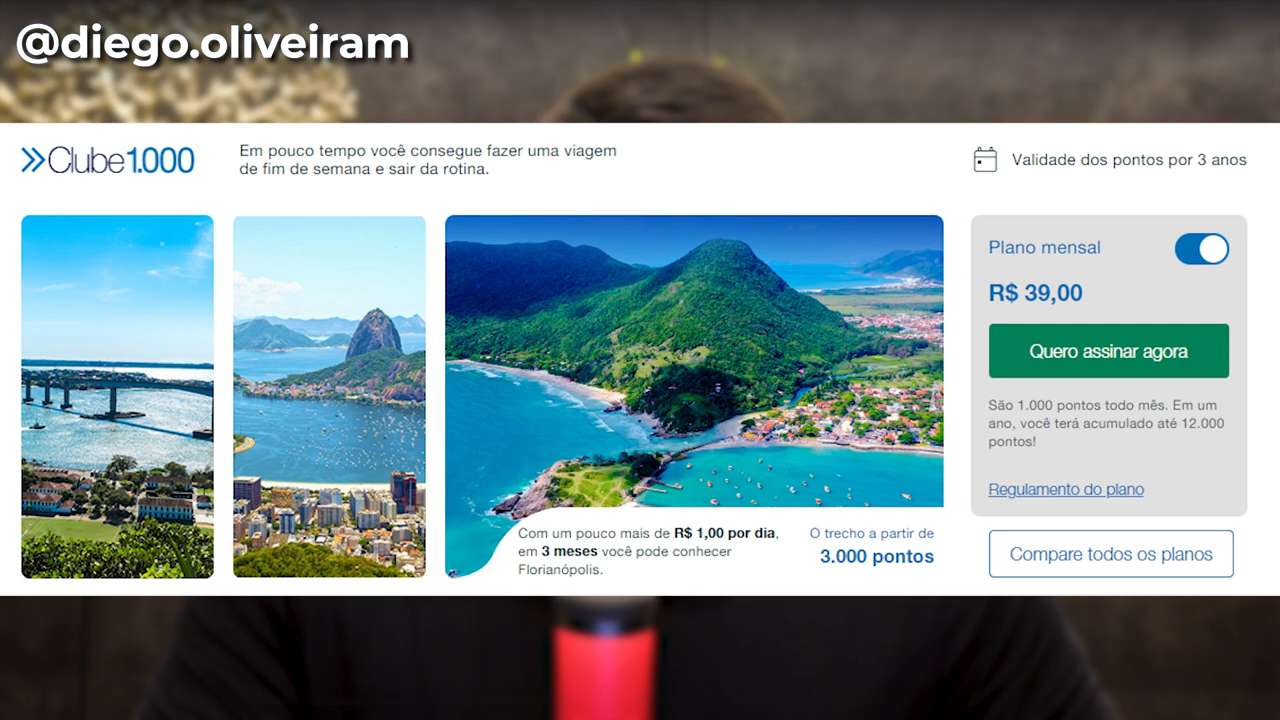 @diego.oliveiram
Clube1.000
Em pouco tempo você consegue fazer uma viagem
de fim de semana e sair da rotina.
Validade dos pontos por 3 anos
Plano mensal
R$ 39,00
Quero assinar agora
São 1.000 pontos todo mês. Em um
ano, você terá acumulado até 12.000
pontos!
Regulamento do plano
Compare todos os planos
Com um pouco mais de R$ 1,00 por dia,
em 3 meses você pode conhecer
Florianópolis.
O trecho a partir de
3.000 pontos